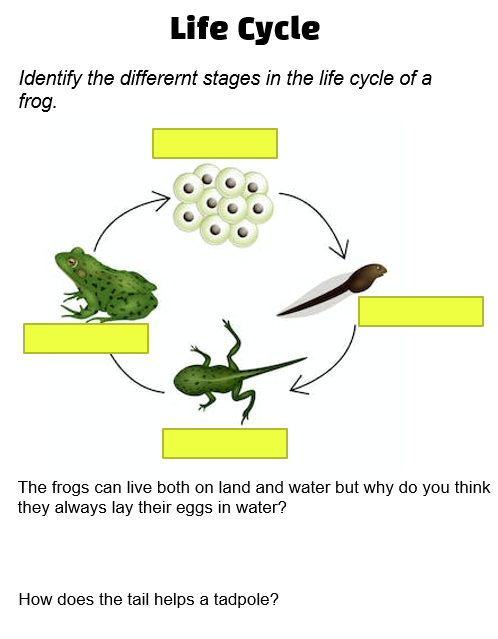 Life Cycle
Identify the differernt stages in the life cycle of a
frog.
The frogs can live both on land and water but why do you think
they always lay their eggs in water?
How does the tail helps a tadpole?